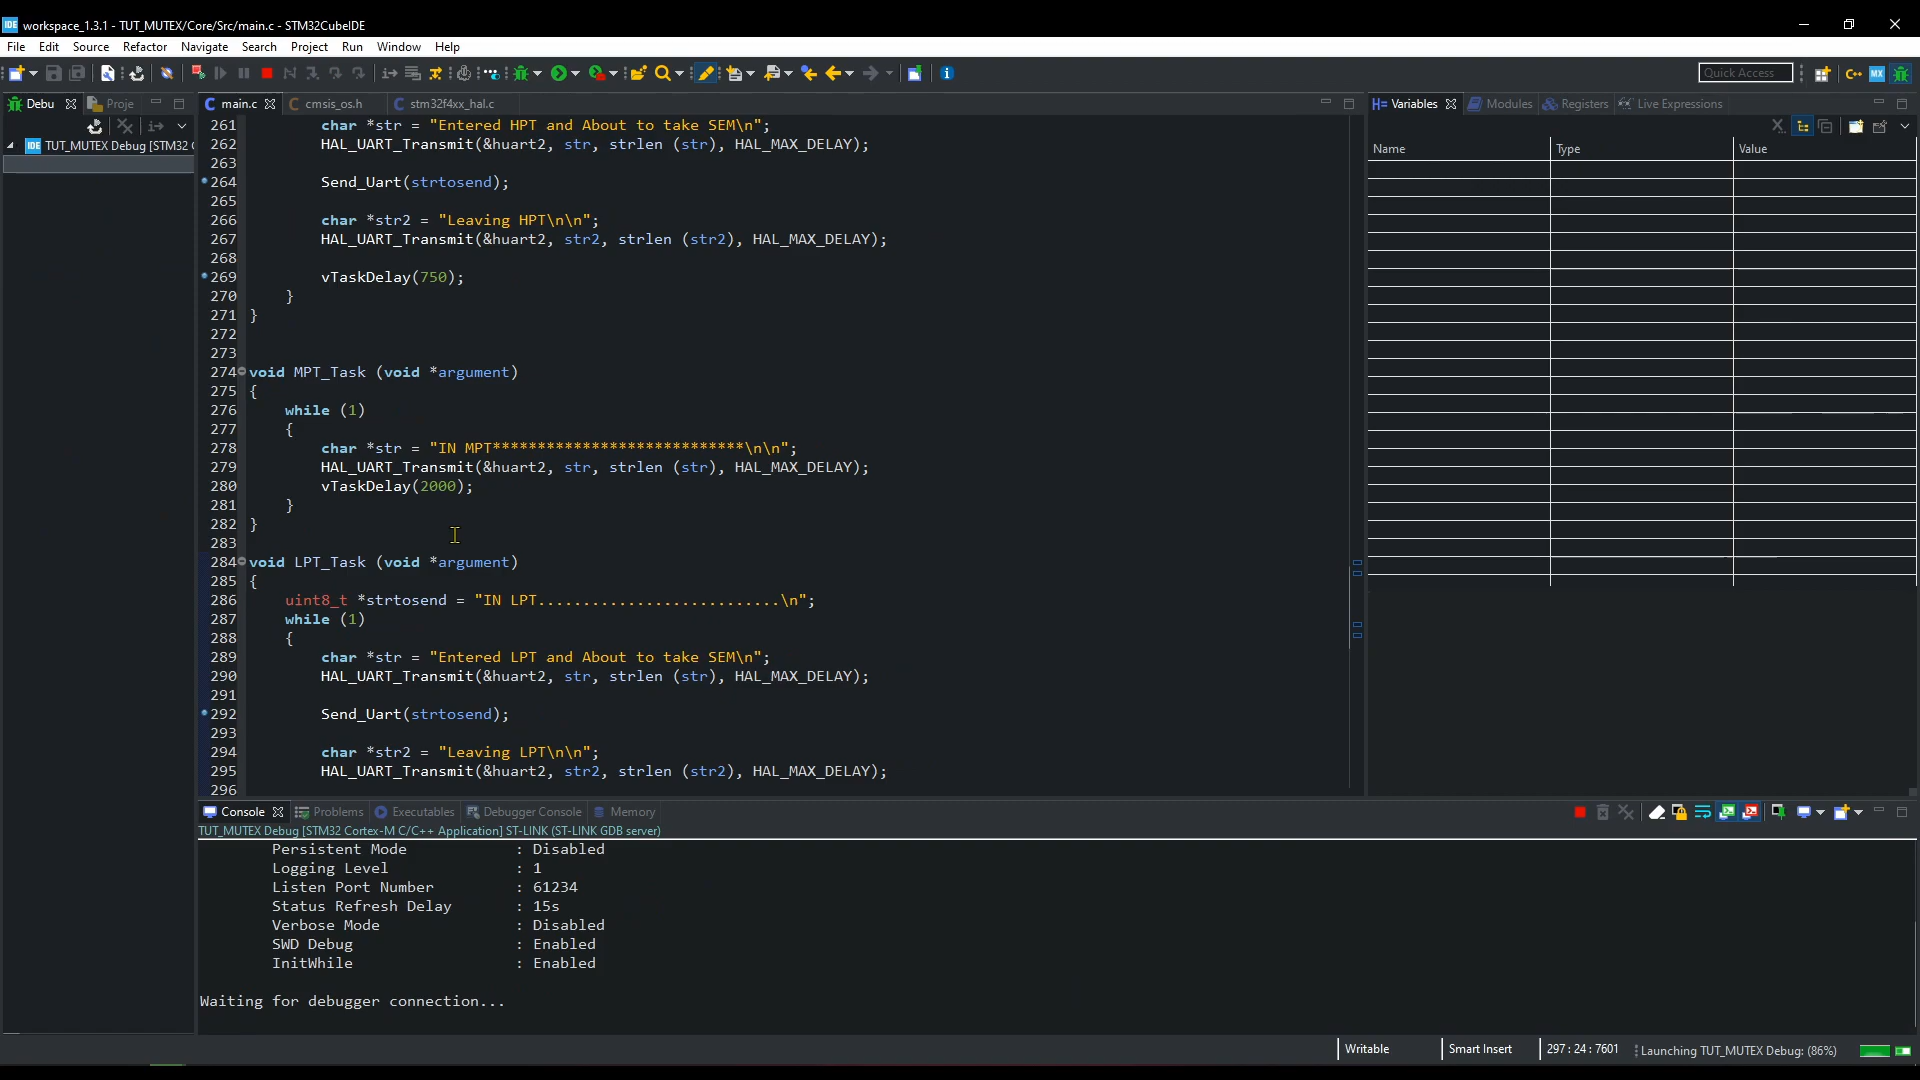 workspace_1.3.1 - TUT_MUTEX/Core/Src/main.c - STM32CubeIDE
File Edit Source Refactor Navigate Search Project Run Window Help
Quick Access
Debu Proje main.c cmsis_os.h stm32f4xx_hal.c Variables Modules Registers Live Expressions
TUT_MUTEX Debug [STM32 C
Name Type Value
261 char *str = "Entered HPT and About to take SEM\n";
262 HAL_UART_Transmit(&huart2, str, strlen (str), HAL_MAX_DELAY);
263
264 Send_Uart(strtosend);
265
266 char *str2 = "Leaving HPT\n\n";
267 HAL_UART_Transmit(&huart2, str2, strlen (str2), HAL_MAX_DELAY);
268
269 vTaskDelay(750);
270 }
271 }
272
273
274 void MPT_Task (void *argument)
275 {
276 while (1)
277 {
278 char *str = "IN MPT****************************\n\n";
279 HAL_UART_Transmit(&huart2, str, strlen (str), HAL_MAX_DELAY);
280 vTaskDelay(2000);
281 }
282 }
283
284 void LPT_Task (void *argument)
285 {
286 uint8_t *strtosend = "IN LPT...........................\n";
287 while (1)
288 {
289 char *str = "Entered LPT and About to take SEM\n";
290 HAL_UART_Transmit(&huart2, str, strlen (str), HAL_MAX_DELAY);
291
292 Send_Uart(strtosend);
293
294 char *str2 = "Leaving LPT\n\n";
295 HAL_UART_Transmit(&huart2, str2, strlen (str2), HAL_MAX_DELAY);
296
Console Problems Executables Debugger Console Memory
TUT_MUTEX Debug [STM32 Cortex-M C/C++ Application] ST-LINK (ST-LINK GDB server)
Persistent Mode : Disabled
Logging Level : 1
Listen Port Number : 61234
Status Refresh Delay : 15s
Verbose Mode : Disabled
SWD Debug : Enabled
InitWhile : Enabled
Waiting for debugger connection...
Writable Smart Insert 297 : 24 : 7601 Launching TUT_MUTEX Debug: (86%)